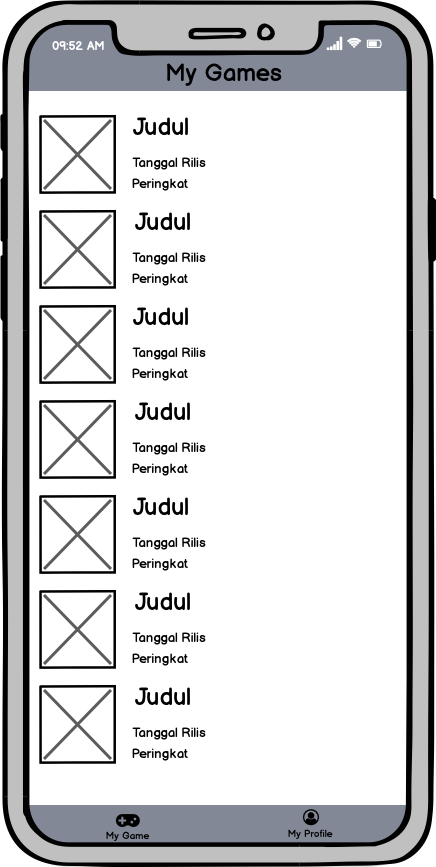 09:52 AM
My Games
Judul
Tanggal Rilis
Peringkat
Judul
Tanggal Rilis
Peringkat
Judul
Tanggal Rilis
Peringkat
Judul
Tanggal Rilis
Peringkat
Judul
Tanggal Rilis
Peringkat
Judul
Tanggal Rilis
Peringkat
Judul
Tanggal Rilis
Peringkat
My Game
My Profile